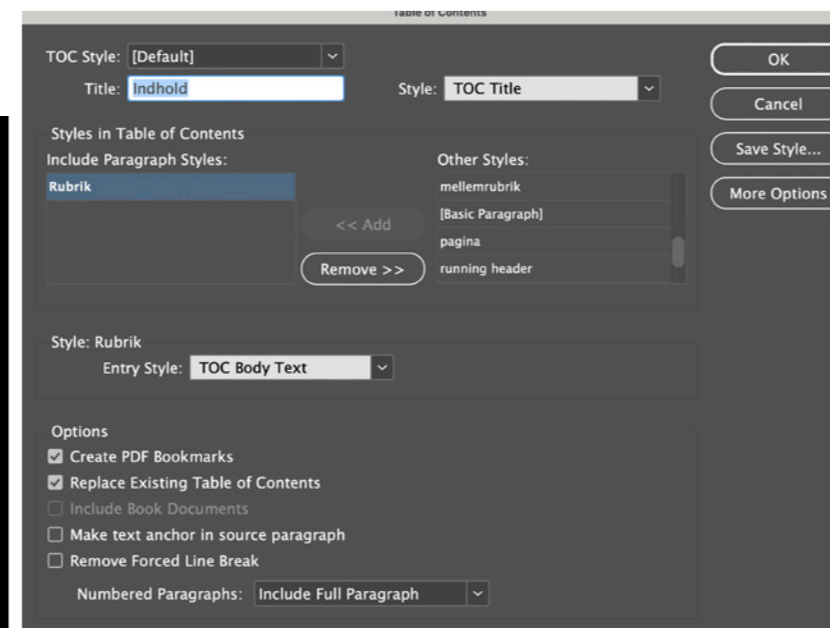 Table of Contents
TOC Style: [Default]
OK
Title: Indhold
Style: TOC Title
Cancel
Styles in Table of Contents
Save Style...
Include Paragraph Styles:
Other Styles:
Rubrik
mellemrubrik
More Options
[Basic Paragraph]
<< Add
pagina
Remove >>
running header
Style: Rubrik
Entry Style: TOC Body Text
Options
Create PDF Bookmarks
Replace Existing Table of Contents
Include Book Documents
Make text anchor in source paragraph
Remove Forced Line Break
Numbered Paragraphs: Include Full Paragraph